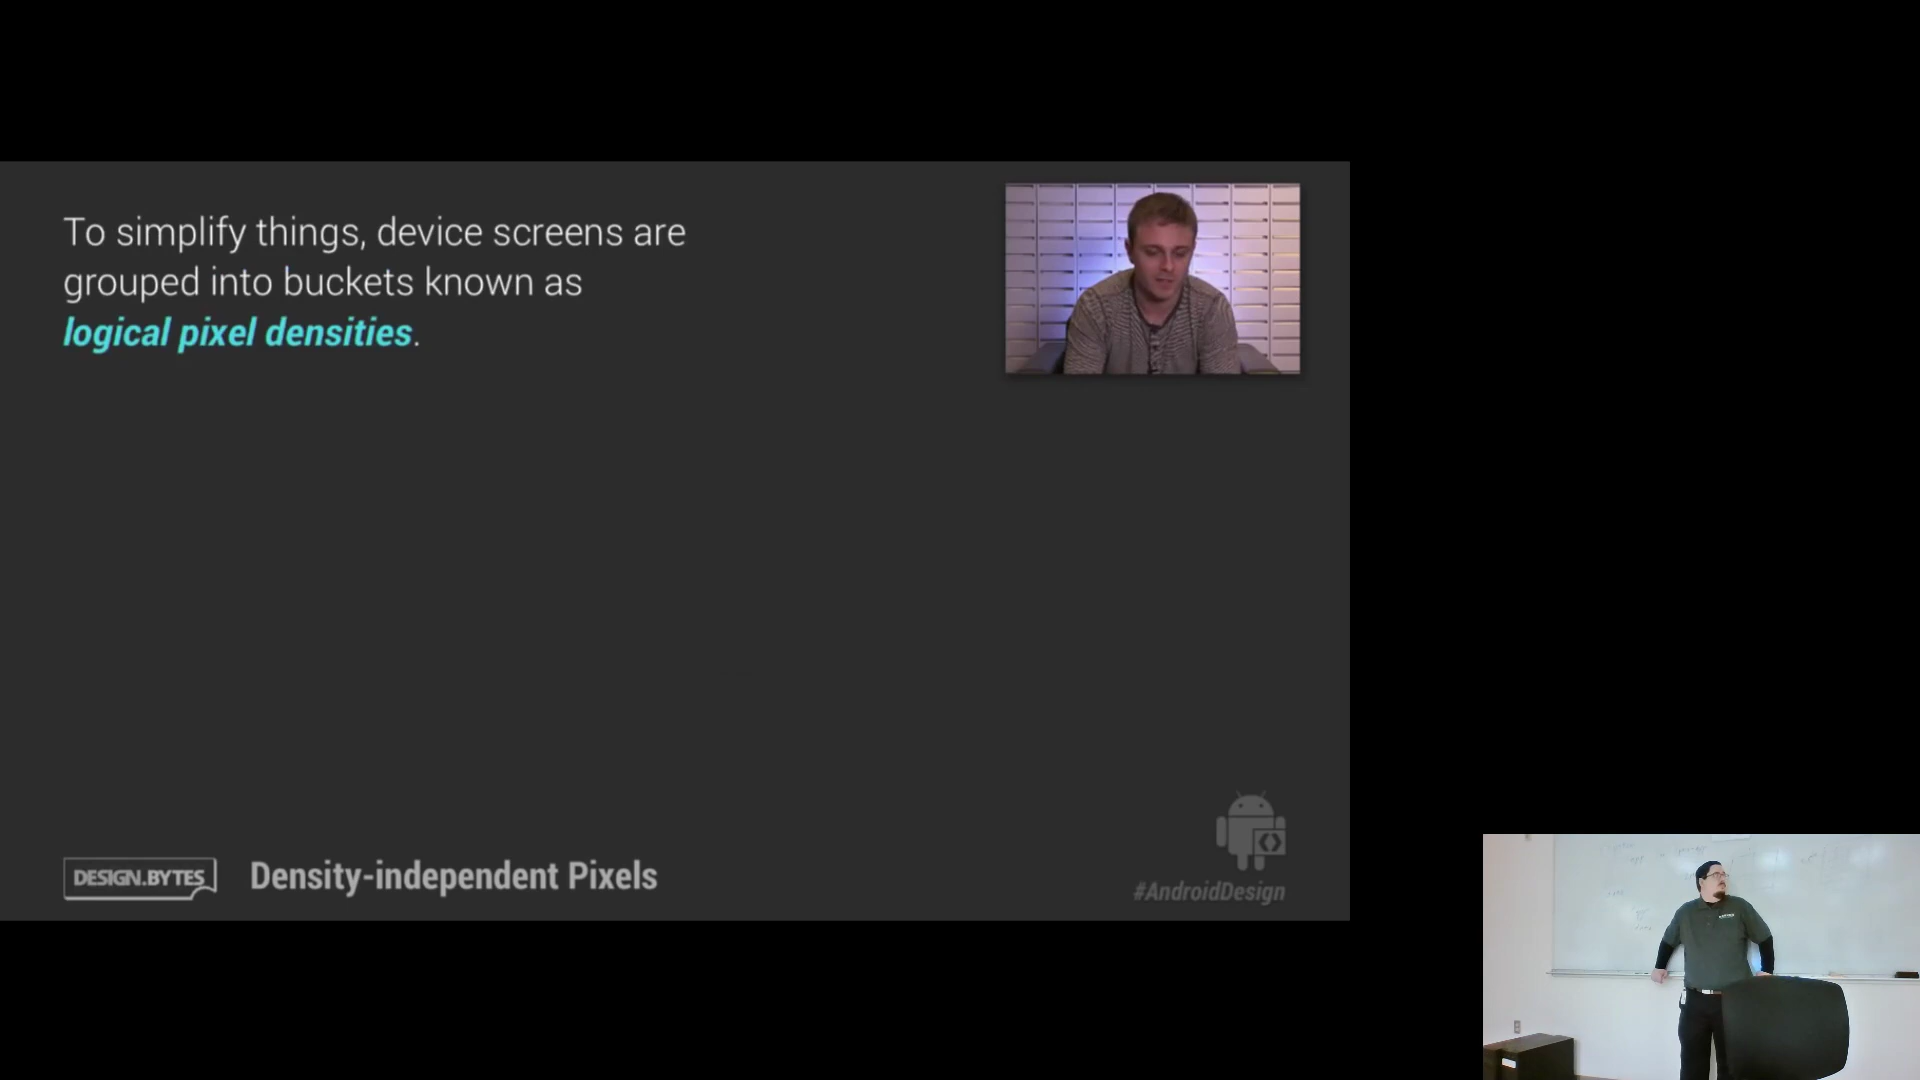 To simplify things, device screens are
grouped into buckets known as
logical pixel densities.
DESIGN.BYTES
Density-independent Pixels
#AndroidDesign